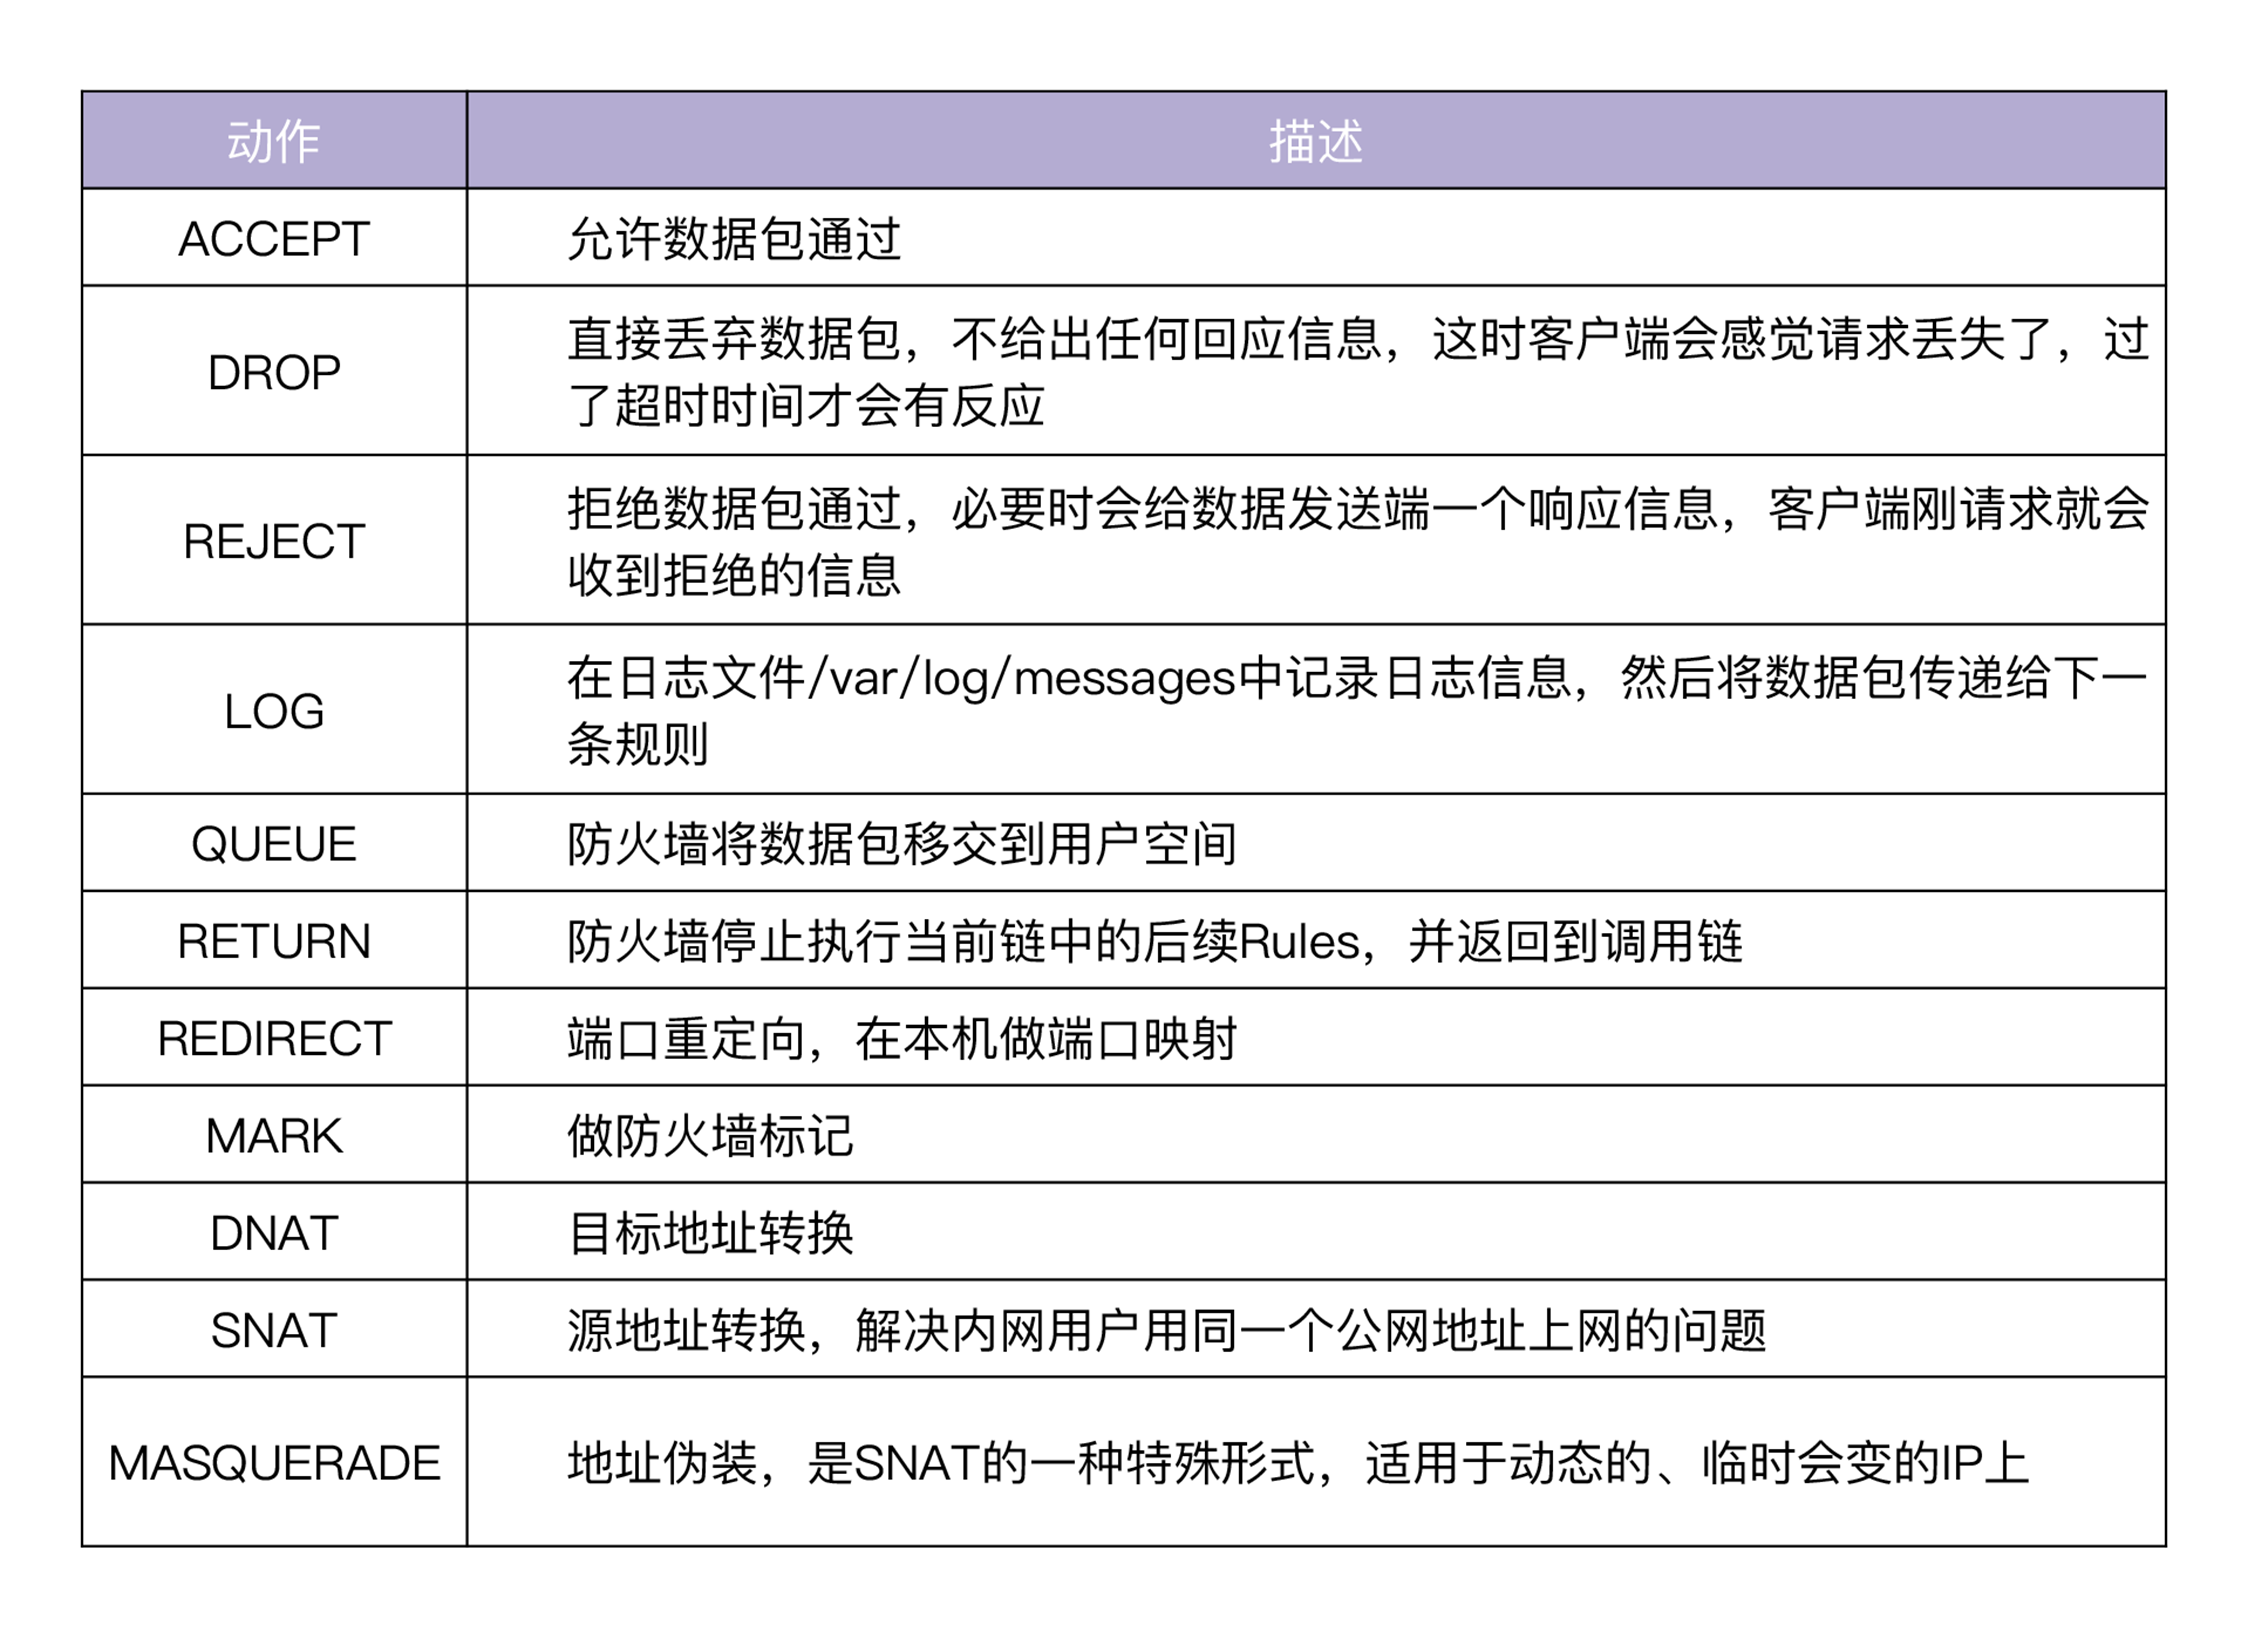 动作
描述
ACCEPT
允许数据包通过
DROP
直接丢弃数据包，不给出任何回应信息，这时客户端会感觉请求丢失了，过
了超时时间才会有反应
REJECT
拒绝数据包通过，必要时会给数据发送端一个响应信息，客户端刚请求就会
收到拒绝的信息
LOG
在日志文件/var/log/messages中记录日志信息，然后将数据包传递给下一
条规则
QUEUE
防火墙将数据包移交到用户空间
RETURN
防火墙停止执行当前链中的后续Rules，并返回到调用链
REDIRECT
端口重定向，在本机做端口映射
MARK
做防火墙标记
DNAT
目标地址转换
SNAT
源地址转换，解决内网用户用同一个公网地址上网的问题
MASQUERADE
地址伪装，是SNAT的一种特殊形式，适用于动态的、临时会变的IP上